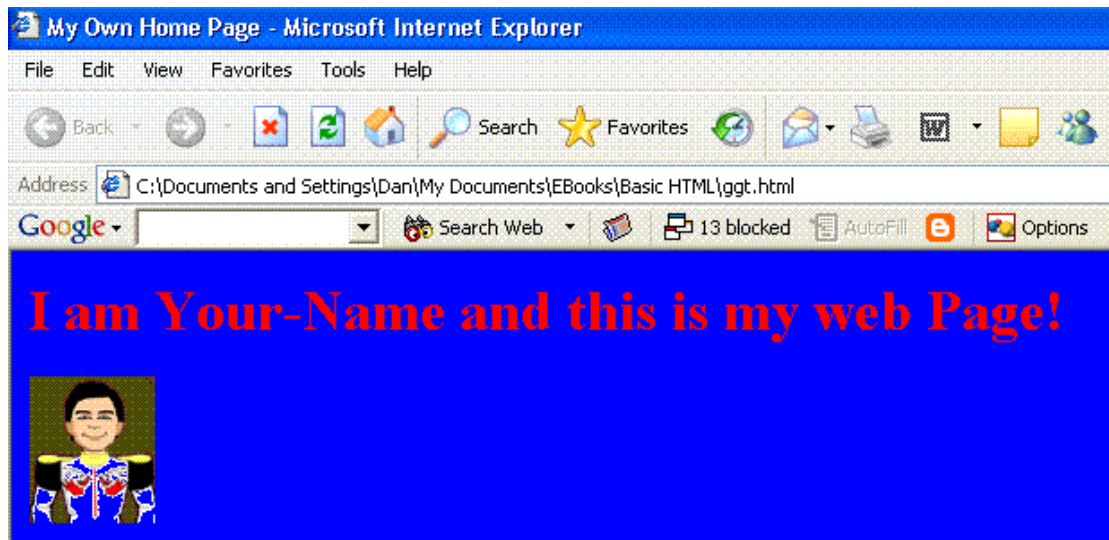 My Own Home Page - Microsoft Internet Explorer
File Edit View Favorites Tools Help
Back Search Favorites W
Address C:\Documents and Settings\Dan\My Documents\EBooks\Basic HTML\ggt.html
Google Search Web 13 blocked AutoFill Options
I am Your-Name and this is my web Page!